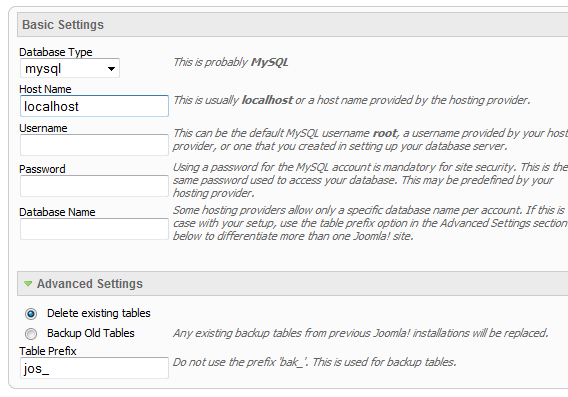 Basic Settings
Database Type
mysql
This is probably MySQL
Host Name
localhost
This is usually localhost or a host name provided by the hosting provider.
Username
This can be the default MySQL username root, a username provided by your host
provider, or one that you created in setting up your database server.
Password
Using a password for the MySQL account is mandatory for site security. This is the
same password used to access your database. This may be predefined by your
hosting provider.
Database Name
Some hosting providers allow only a specific database name per account. If this is
case with your setup, use the table prefix option in the Advanced Settings section
below to differentiate more than one Joomla! site.
Advanced Settings
Delete existing tables
Backup Old Tables
Any existing backup tables from previous Joomla! installations will be replaced.
Table Prefix
jos_
Do not use the prefix 'bak_'. This is used for backup tables.